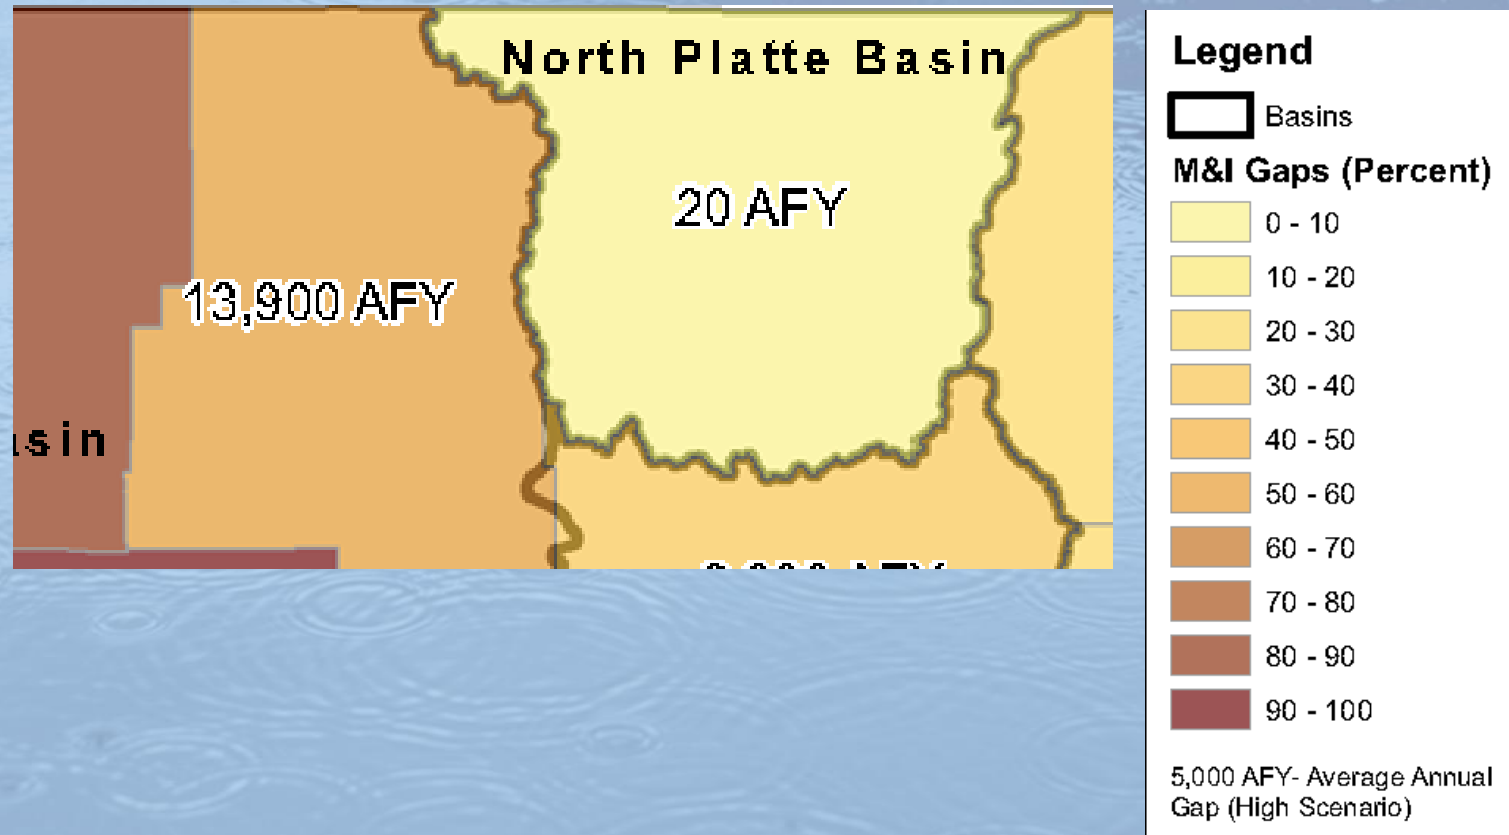 North Platte Basin
20 AFY
13,900 AFY
Legend
Basins
M&I Gaps (Percent)
0 - 10
10 - 20
20 - 30
30 - 40
40 - 50
50 - 60
60 - 70
70 - 80
80 - 90
90 - 100
5,000 AFY- Average Annual
Gap (High Scenario)